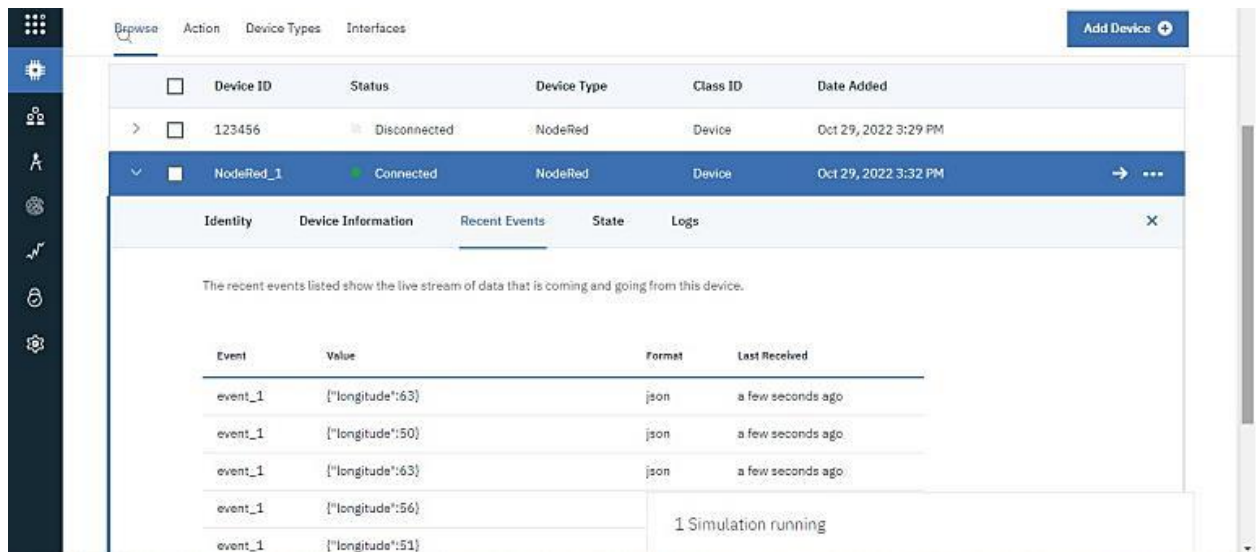 Browse Action Device Types Interfaces Add Device
Device ID Status Device Type Class ID Date Added
123456 Disconnected NodeRed Device Oct 29, 2022 3:29 PM
NodeRed_1 Connected NodeRed Device Oct 29, 2022 3:32 PM
Identity Device Information Recent Events State Logs
The recent events listed show the live stream of data that is coming and going from this device.
Event Value Format Last Received
event_1 {"longitude":63} json a few seconds ago
event_1 {"longitude":50} json a few seconds ago
event_1 {"longitude":63} json a few seconds ago
event_1 {"longitude":56}
1 Simulation running
event_1 {"longitude":51}